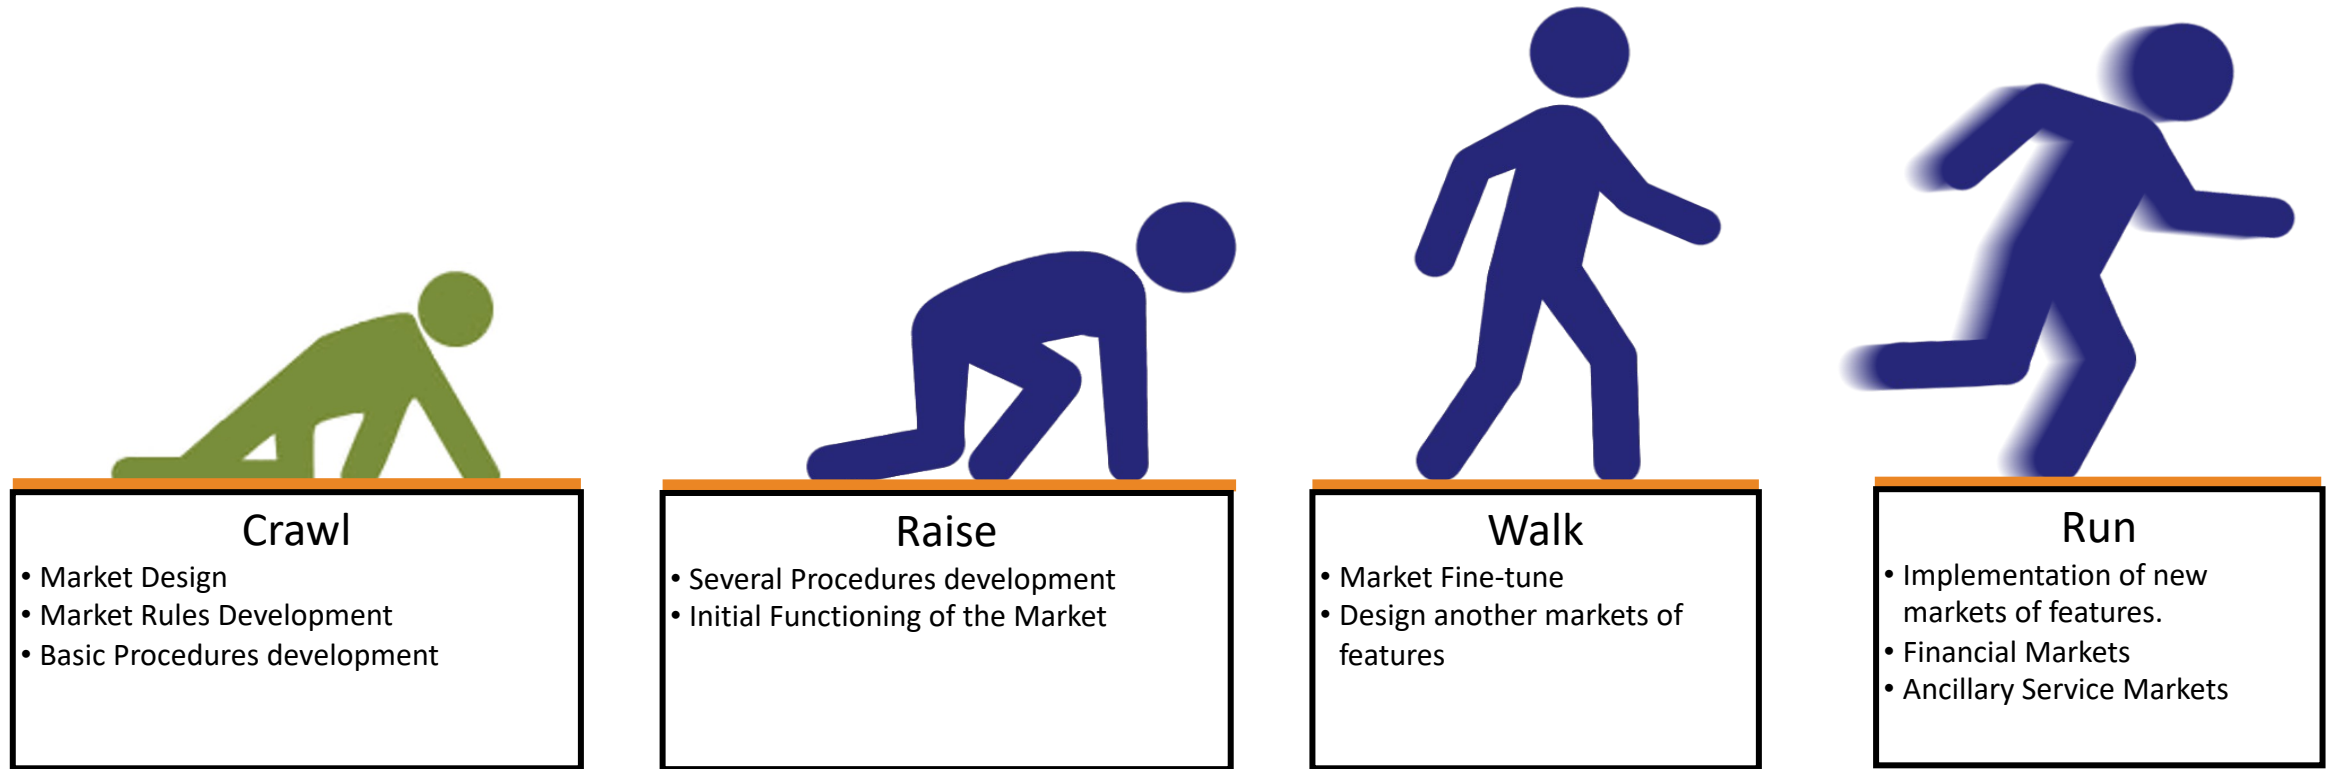 Crawl
• Market Design
• Market Rules Development
• Basic Procedures development
Raise
• Several Procedures development
• Initial Functioning of the Market
Walk
• Market Fine-tune
• Design another markets of
features
Run
• Implementation of new
markets of features.
• Financial Markets
• Ancillary Service Markets